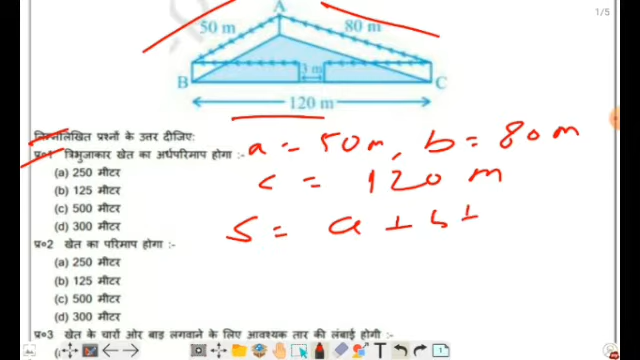 1/5
A
50 m
80 m
3 m
B
C
120 m
निम्नलिखित प्रश्नों के उत्तर दीजिए:
प्र०1 त्रिभुजाकार खेत का अर्धपरिमाप होगा :-
a = 50m, b = 80 m
(a) 250 मीटर
(b) 125 मीटर
c = 120 m
(c) 500 मीटर
(d) 300 मीटर
S = a + b +
प्र०2 खेत का परिमाप होगा :-
(a) 250 मीटर
(b) 125 मीटर
(c) 500 मीटर
(d) 300 मीटर
प्र०3 खेत के चारों ओर बाड़ लगवाने के लिए आवश्यक तार की लंबाई होगी :-
1